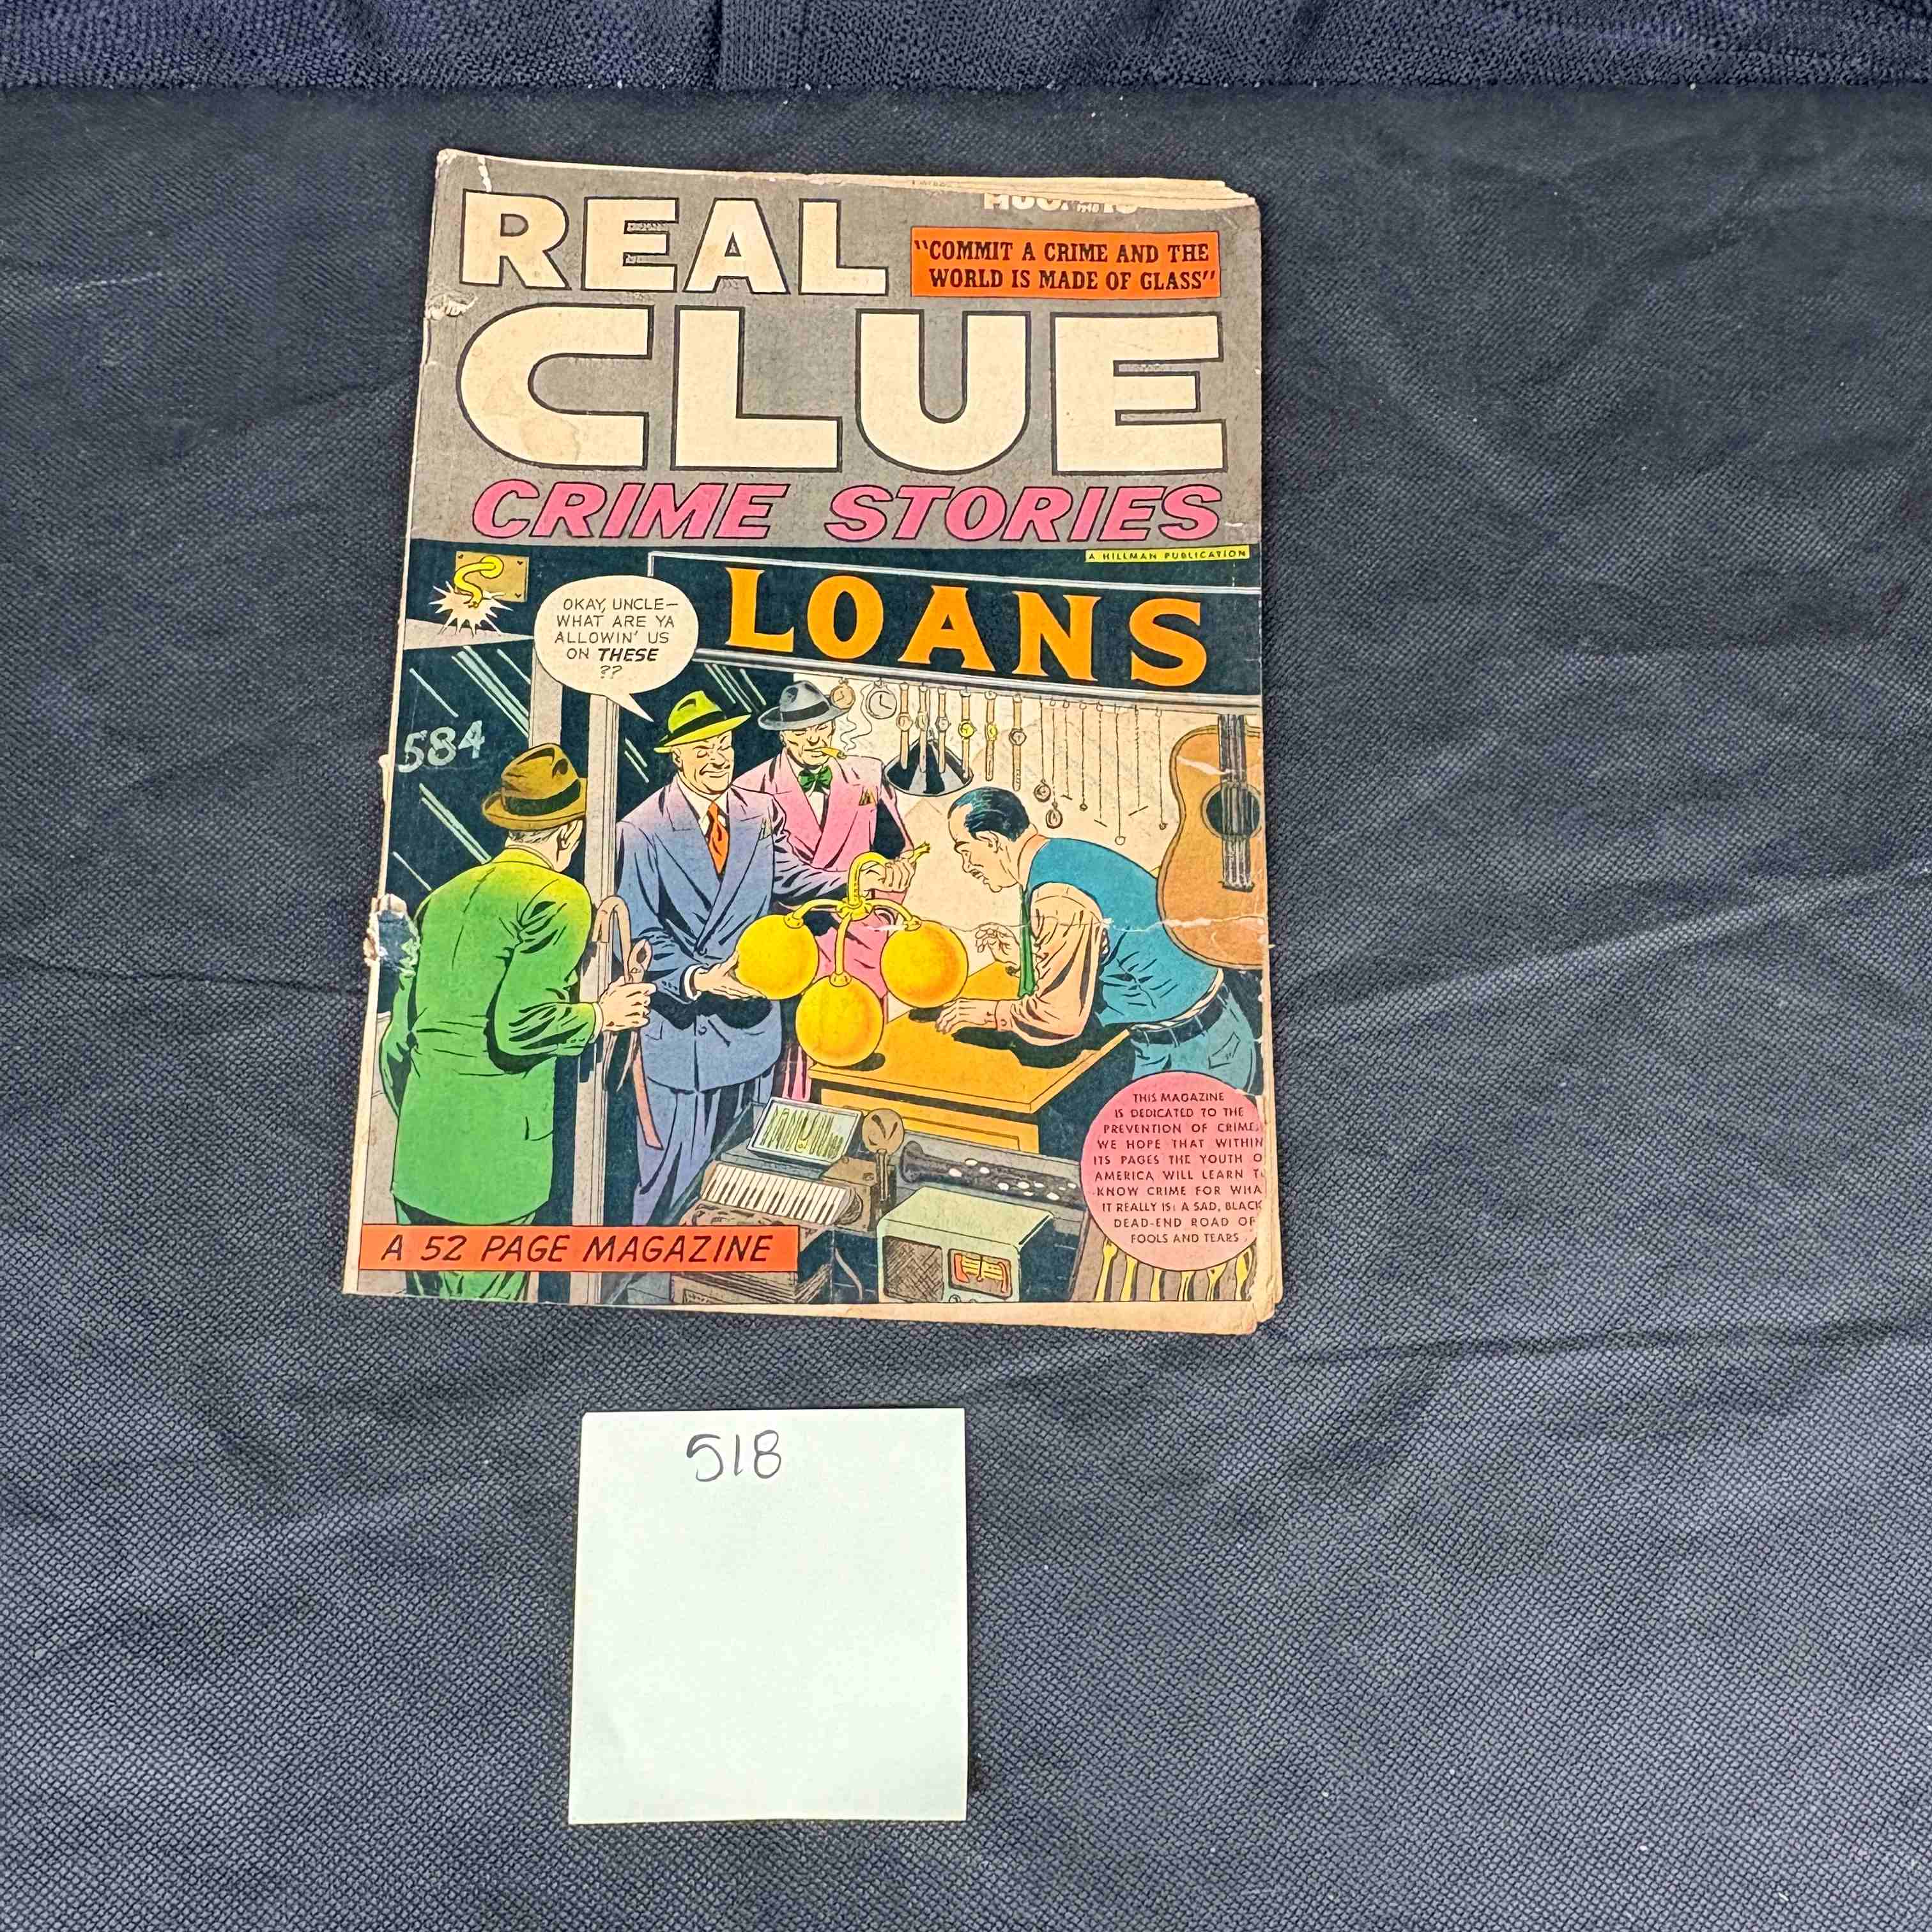 REAL
"COMMIT A CRIME AND THE
WORLD IS MADE OF GLASS"
CLUE
CRIME STORIES
A HILLMAN PUBLICATION
LOANS
OKAY, UNCLE—
WHAT ARE YA
ALLOWIN' US
ON THESE
??
584
THIS MAGAZINE
IS DEDICATED TO THE
PREVENTION OF CRIME.
WE HOPE THAT WITHIN
ITS PAGES THE YOUTH O
AMERICA WILL LEARN T
KNOW CRIME FOR WHA
IT REALLY IS: A SAD, BLACK
DEAD-END ROAD OF
FOOLS AND TEARS
A 52 PAGE MAGAZINE
518